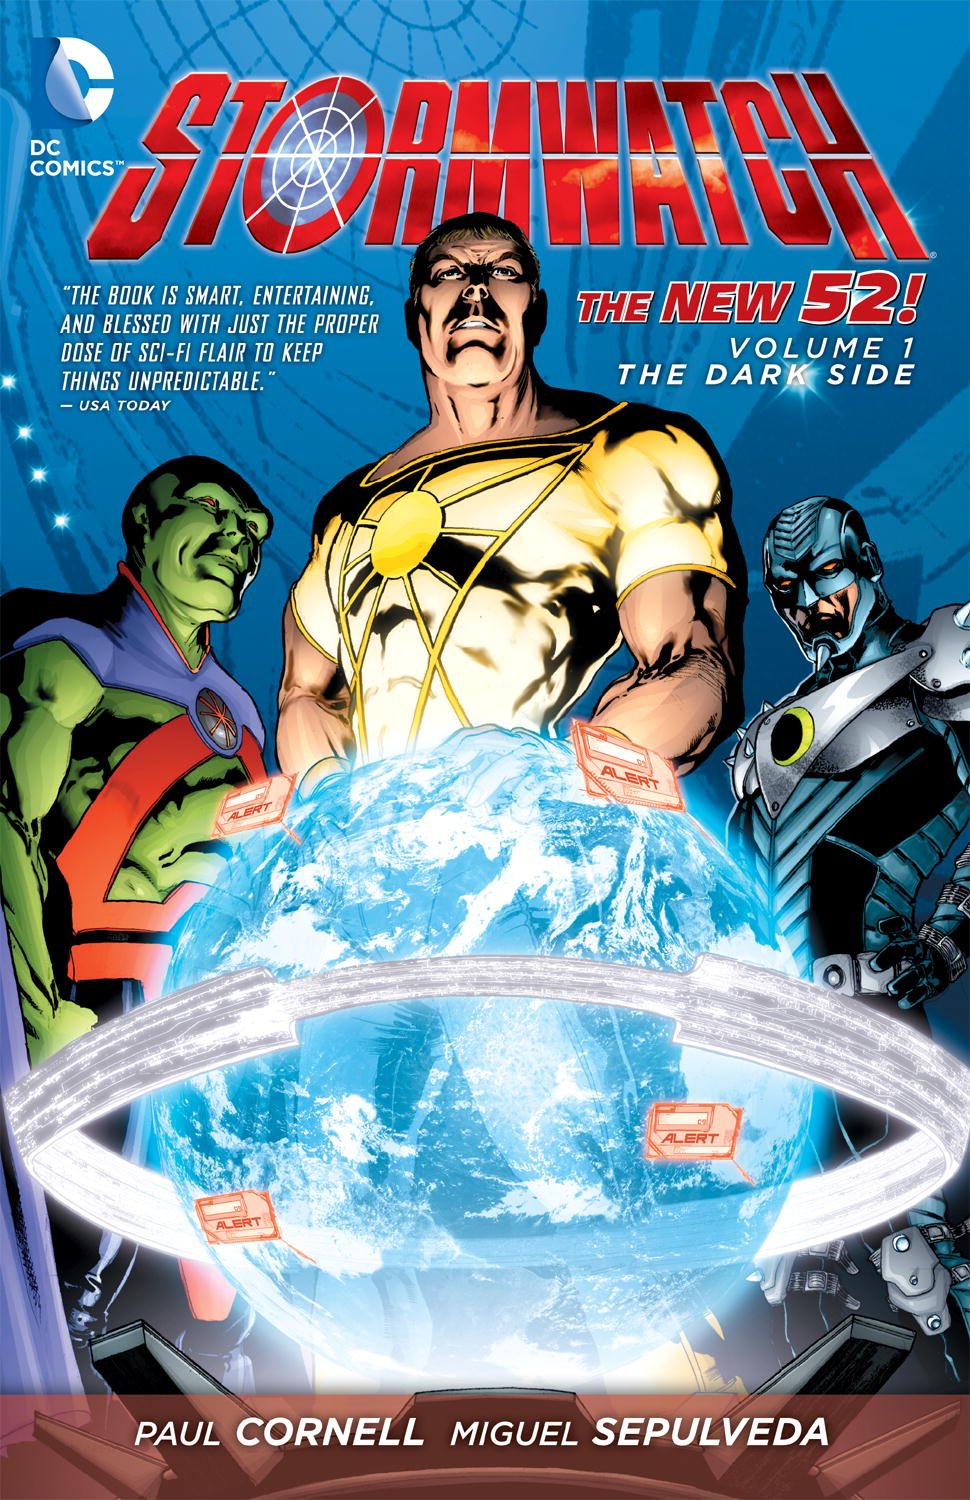 DC
COMICS™
STORMWATCH®
"THE BOOK IS SMART, ENTERTAINING,
AND BLESSED WITH JUST THE PROPER
DOSE OF SCI-FI FLAIR TO KEEP
THINGS UNPREDICTABLE."
— USA TODAY
THE NEW 52!
VOLUME 1
THE DARK SIDE
ALERT
ALERT
ALERT
ALERT
PAUL CORNELL MIGUEL SEPULVEDA